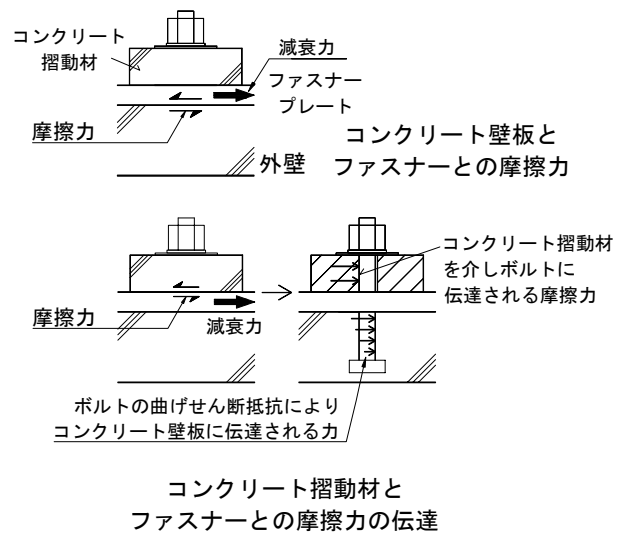 コンクリート
摺動材
減衰力
ファスナー
プレート
摩擦力
外壁
コンクリート壁板と
ファスナーとの摩擦力
コンクリート摺動材
を介しボルトに
伝達される摩擦力
摩擦力
減衰力
ボルトの曲げせん断抵抗により
コンクリート壁板に伝達される力
コンクリート摺動材と
ファスナーとの摩擦力の伝達